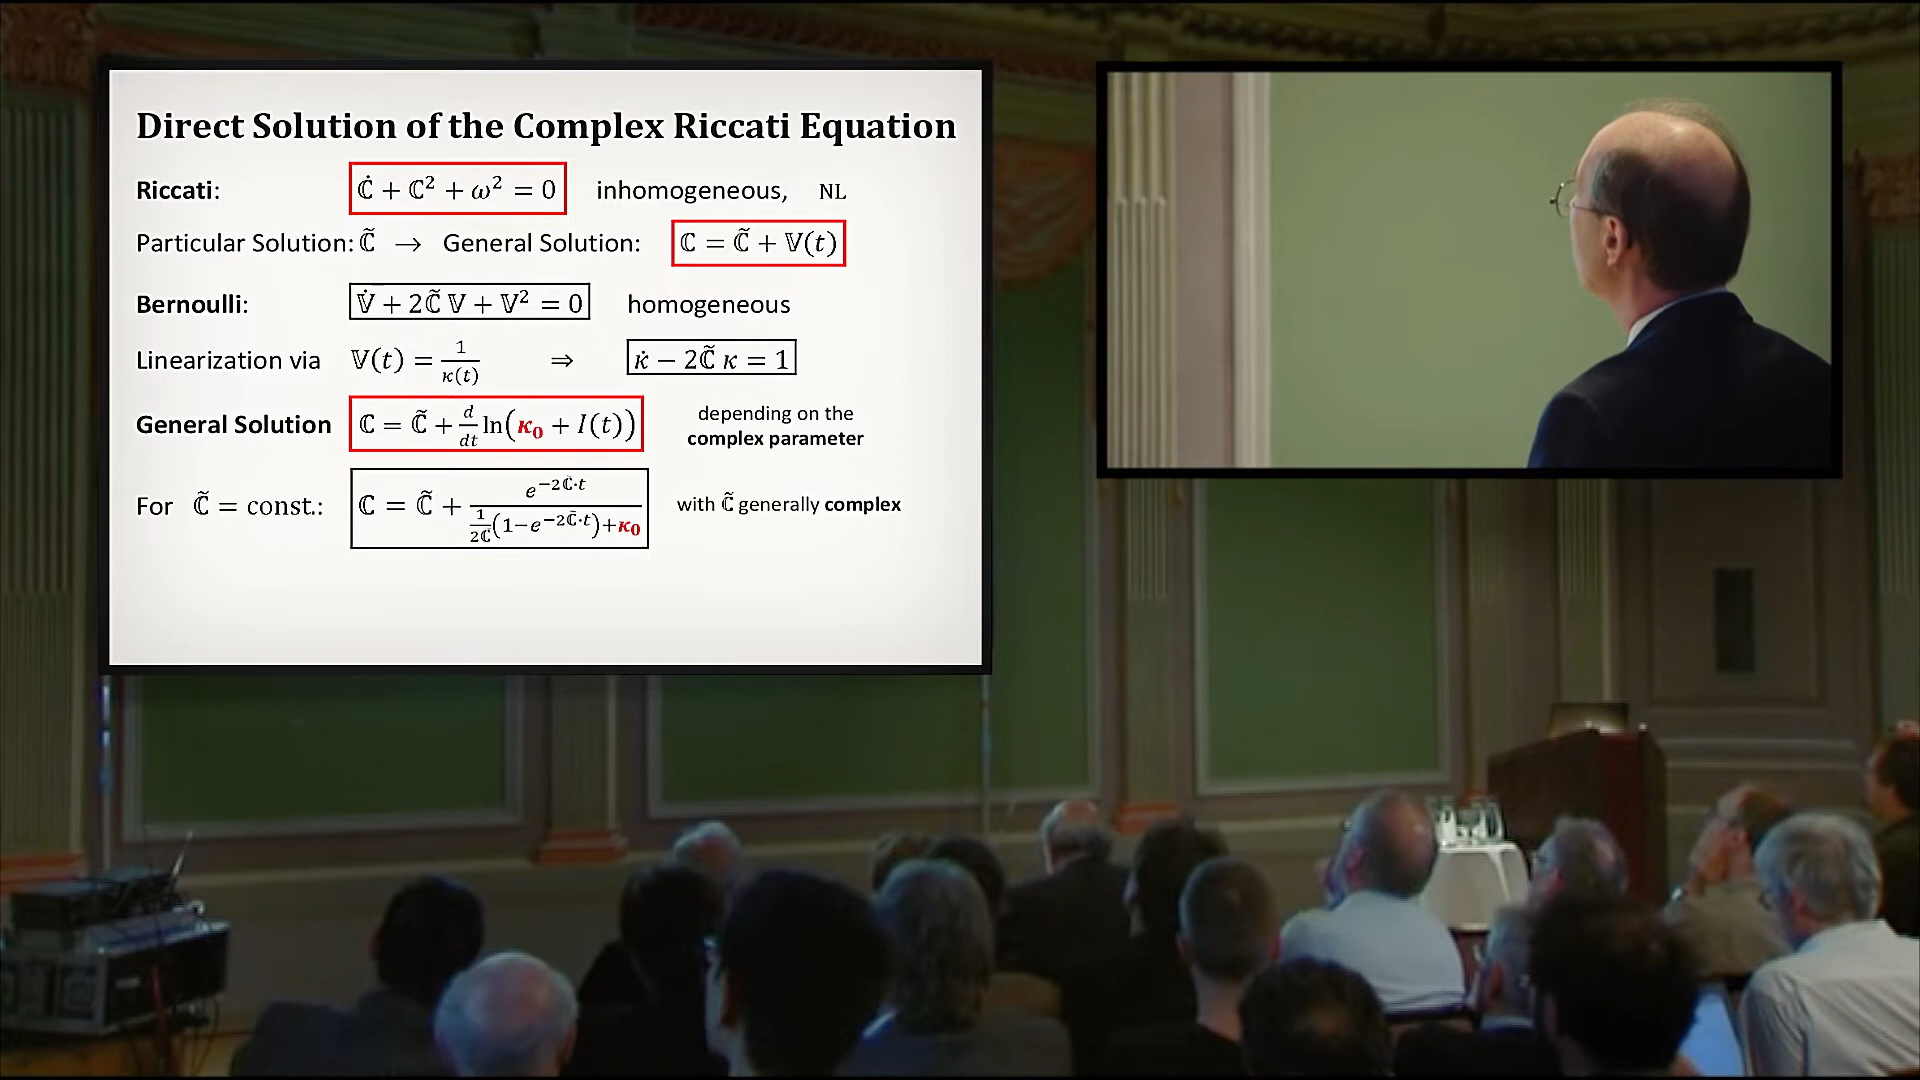 Direct Solution of the Complex Riccati Equation
Riccati: ℂ̇ + ℂ² + ω² = 0 inhomogeneous, NL
Particular Solution: ℂ̃ → General Solution: ℂ = ℂ̃ + 𝕍(t)
Bernoulli: 𝕍̇ + 2ℂ̃ 𝕍 + 𝕍² = 0 homogeneous
Linearization via 𝕍(t) = 1/κ(t) ⇒ κ̇ − 2ℂ̃ κ = 1
General Solution ℂ = ℂ̃ + d/dt ln(κ₀ + I(t)) depending on the
complex parameter
For ℂ̃ = const.: ℂ = ℂ̃ + e^(−2ℂ̃·t) / (1/(2ℂ̃) (1−e^(−2ℂ̃·t)) + κ₀) with ℂ̃ generally complex